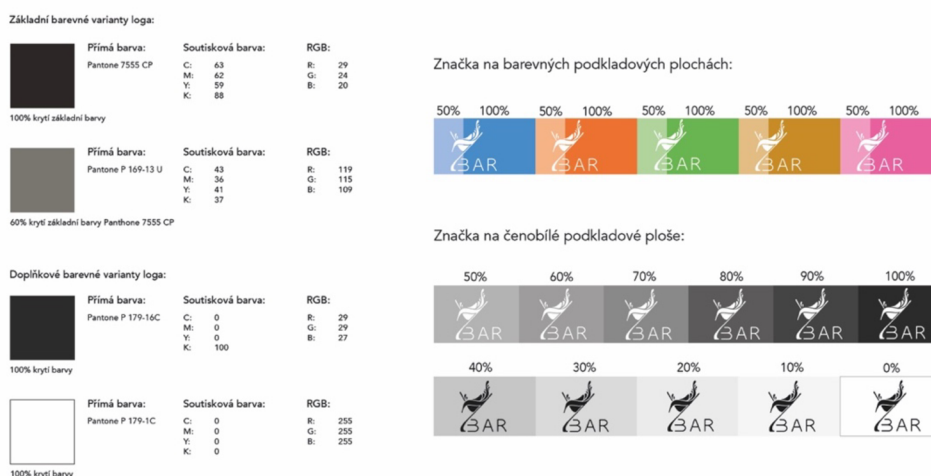 Základní barevné varianty loga:
Přímá barva: Soutisková barva: RGB:
Pantone 7555 CP C: 63 R: 29
M: 62 G: 24
Y: 59 B: 20
K: 88
100% krytí základní barvy
Přímá barva: Soutisková barva: RGB:
Pantone P 169-13 U C: 43 R: 119
M: 36 G: 115
Y: 41 B: 109
K: 37
60% krytí základní barvy Panthone 7555 CP
Doplňkové barevné varianty loga:
Přímá barva: Soutisková barva: RGB:
Pantone P 179-16C C: 0 R: 29
M: 0 G: 29
Y: 0 B: 27
K: 100
100% krytí barvy
Přímá barva: Soutisková barva: RGB:
Pantone P 179-1C C: 0 R: 255
M: 0 G: 255
Y: 0 B: 255
K: 0
100% krytí barvy
Značka na barevných podkladových plochách:
50% 100% 50% 100% 50% 100% 50% 100% 50% 100%
BAR BAR BAR BAR BAR
Značka na čenobílé podkladové ploše:
50% 60% 70% 80% 90% 100%
BAR BAR BAR BAR BAR BAR
40% 30% 20% 10% 0%
BAR BAR BAR BAR BAR